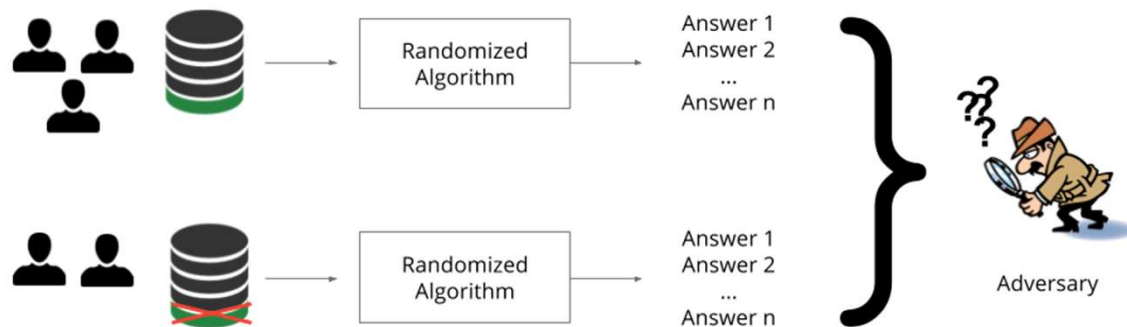 Randomized
Algorithm
Answer 1
Answer 2
...
Answer n
? ? ? ?
Randomized
Algorithm
Answer 1
Answer 2
...
Answer n
Adversary